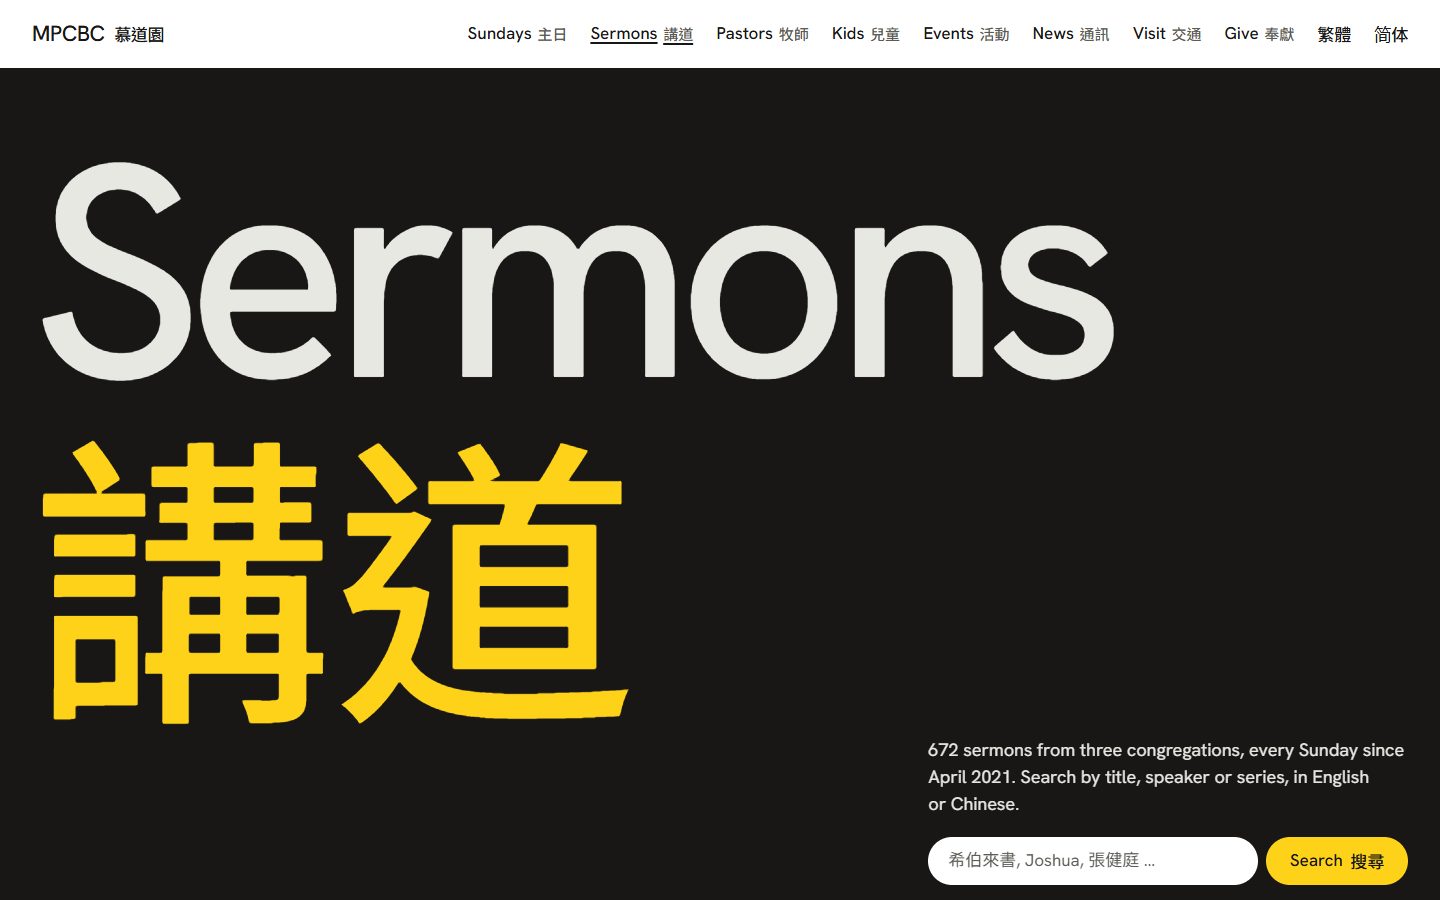 MPCBC 慕道園
Sundays 主日 Sermons 講道 Pastors 牧師 Kids 兒童 Events 活動 News 通訊 Visit 交通 Give 奉獻 繁體 简体
Sermons
講道
672 sermons from three congregations, every Sunday since
April 2021. Search by title, speaker or series, in English
or Chinese.
希伯來書, Joshua, 張健庭 ...
Search 搜尋